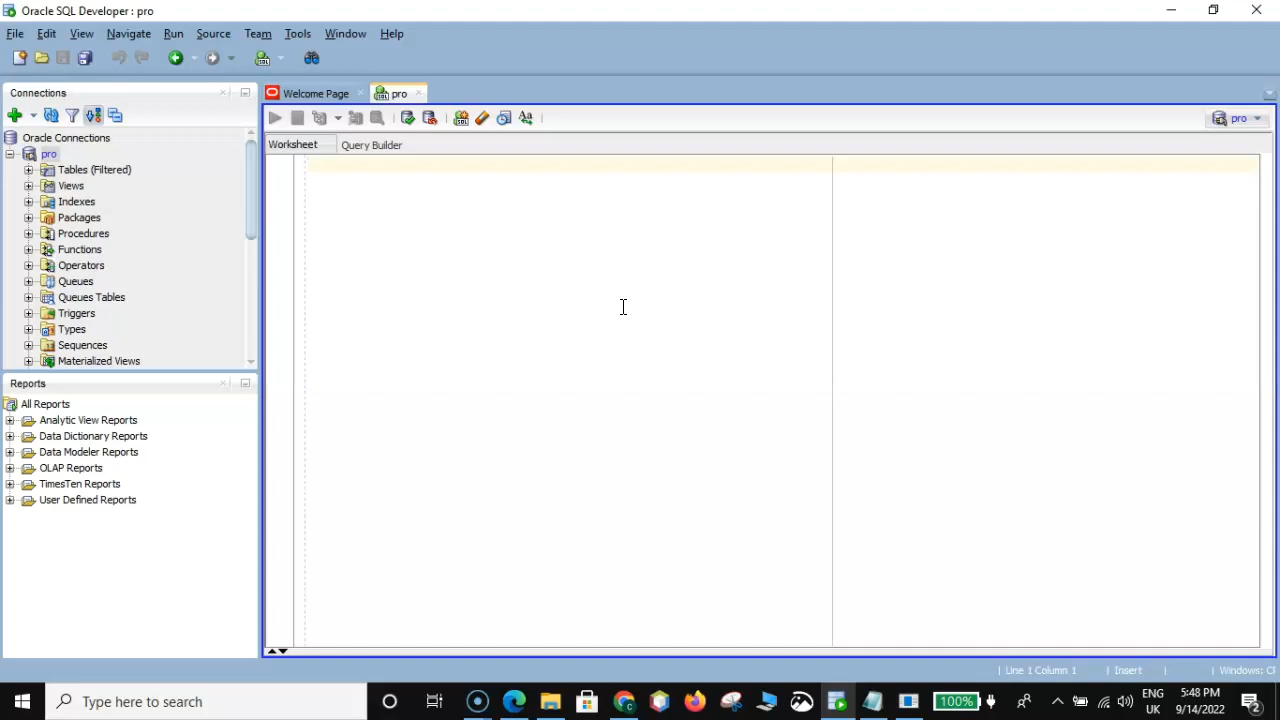 Oracle SQL Developer : pro
File Edit View Navigate Run Source Team Tools Window Help
Connections
Welcome Page
pro
pro
Oracle Connections
Worksheet
Query Builder
pro
Tables (Filtered)
Views
Indexes
Packages
Procedures
Functions
Operators
Queues
Queues Tables
Triggers
Types
Sequences
Materialized Views
Reports
All Reports
Analytic View Reports
Data Dictionary Reports
Data Modeler Reports
OLAP Reports
TimesTen Reports
User Defined Reports
Line 1 Column 1
Insert
Windows: C
Type here to search
100%
ENG
UK
5:48 PM
9/14/2022
2